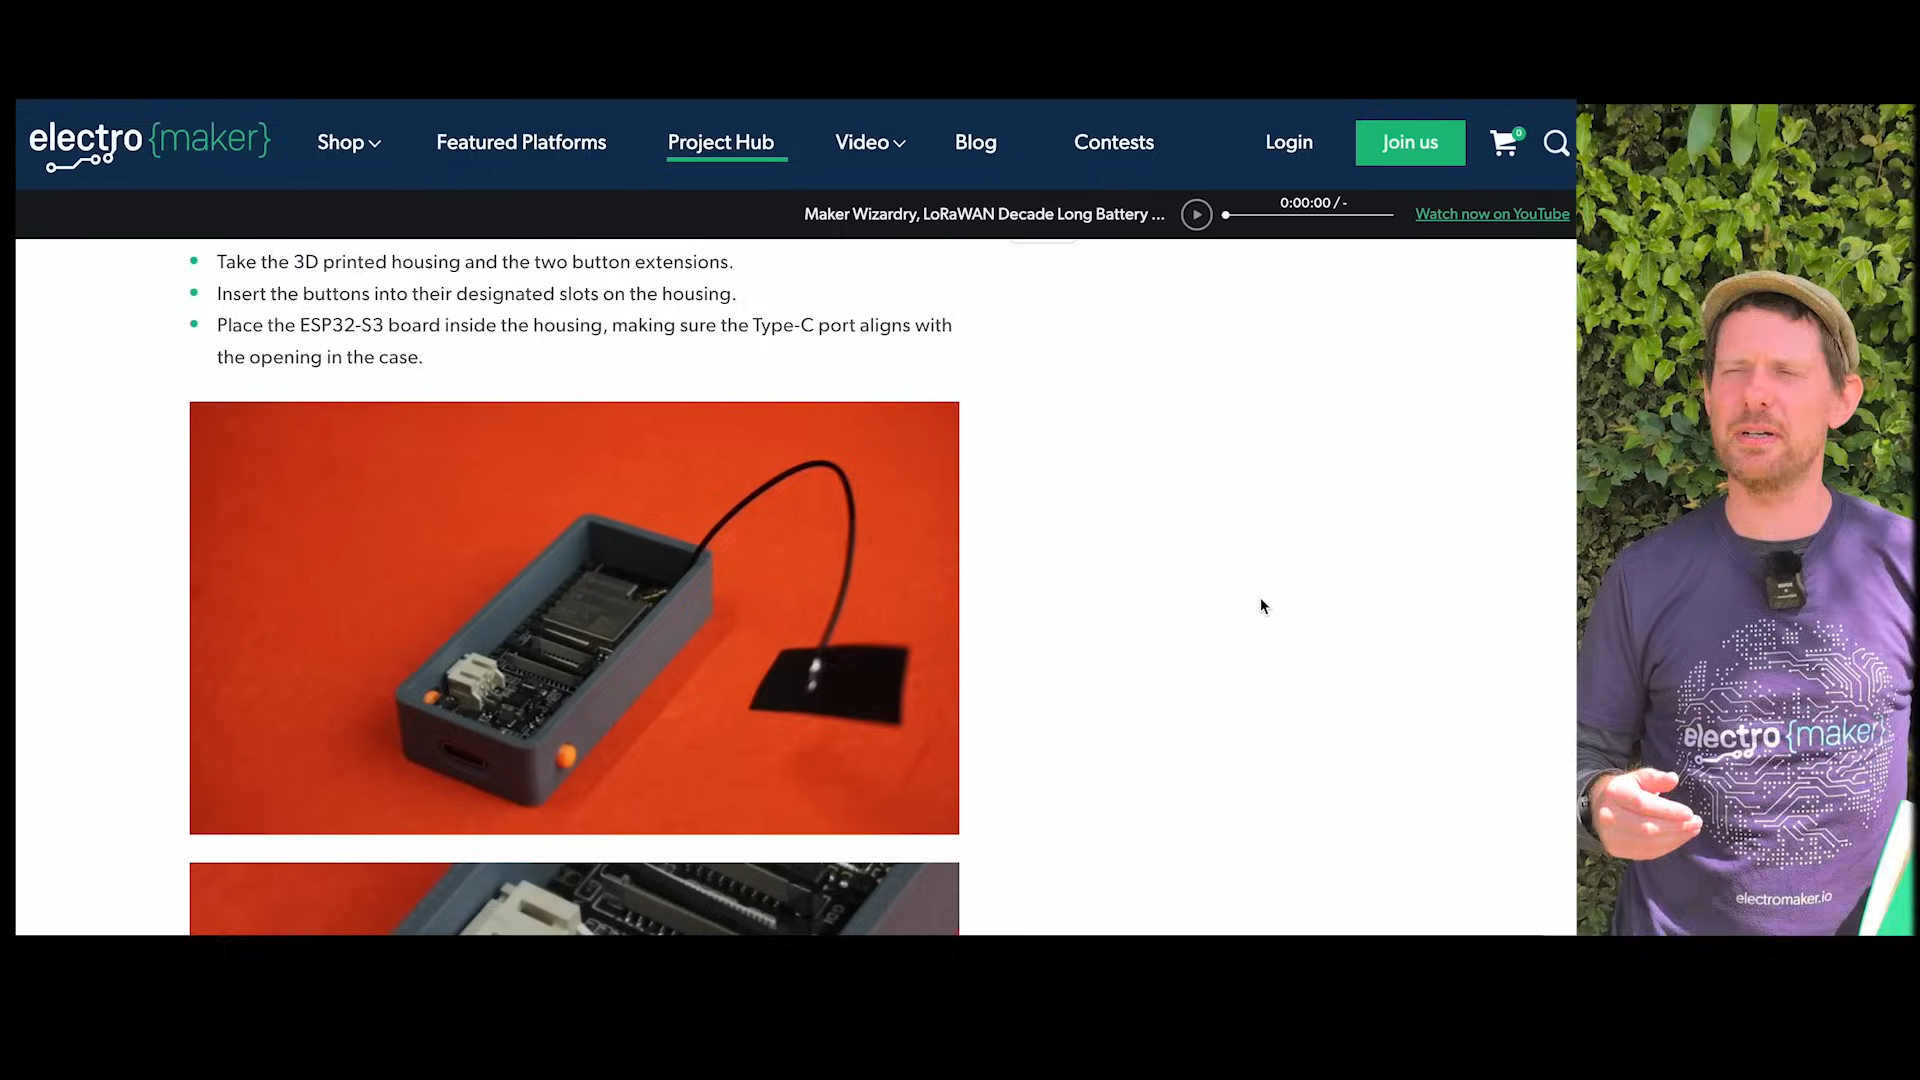 electro {maker}
Shop
Featured Platforms
Project Hub
Video
Blog
Contests
Login
Join us
0
Maker Wizardry, LoRaWAN Decade Long Battery ...
0:00:00 / -
Watch now on YouTube
Take the 3D printed housing and the two button extensions.
Insert the buttons into their designated slots on the housing.
Place the ESP32-S3 board inside the housing, making sure the Type-C port aligns with
the opening in the case.
electro {maker}
electromaker.io